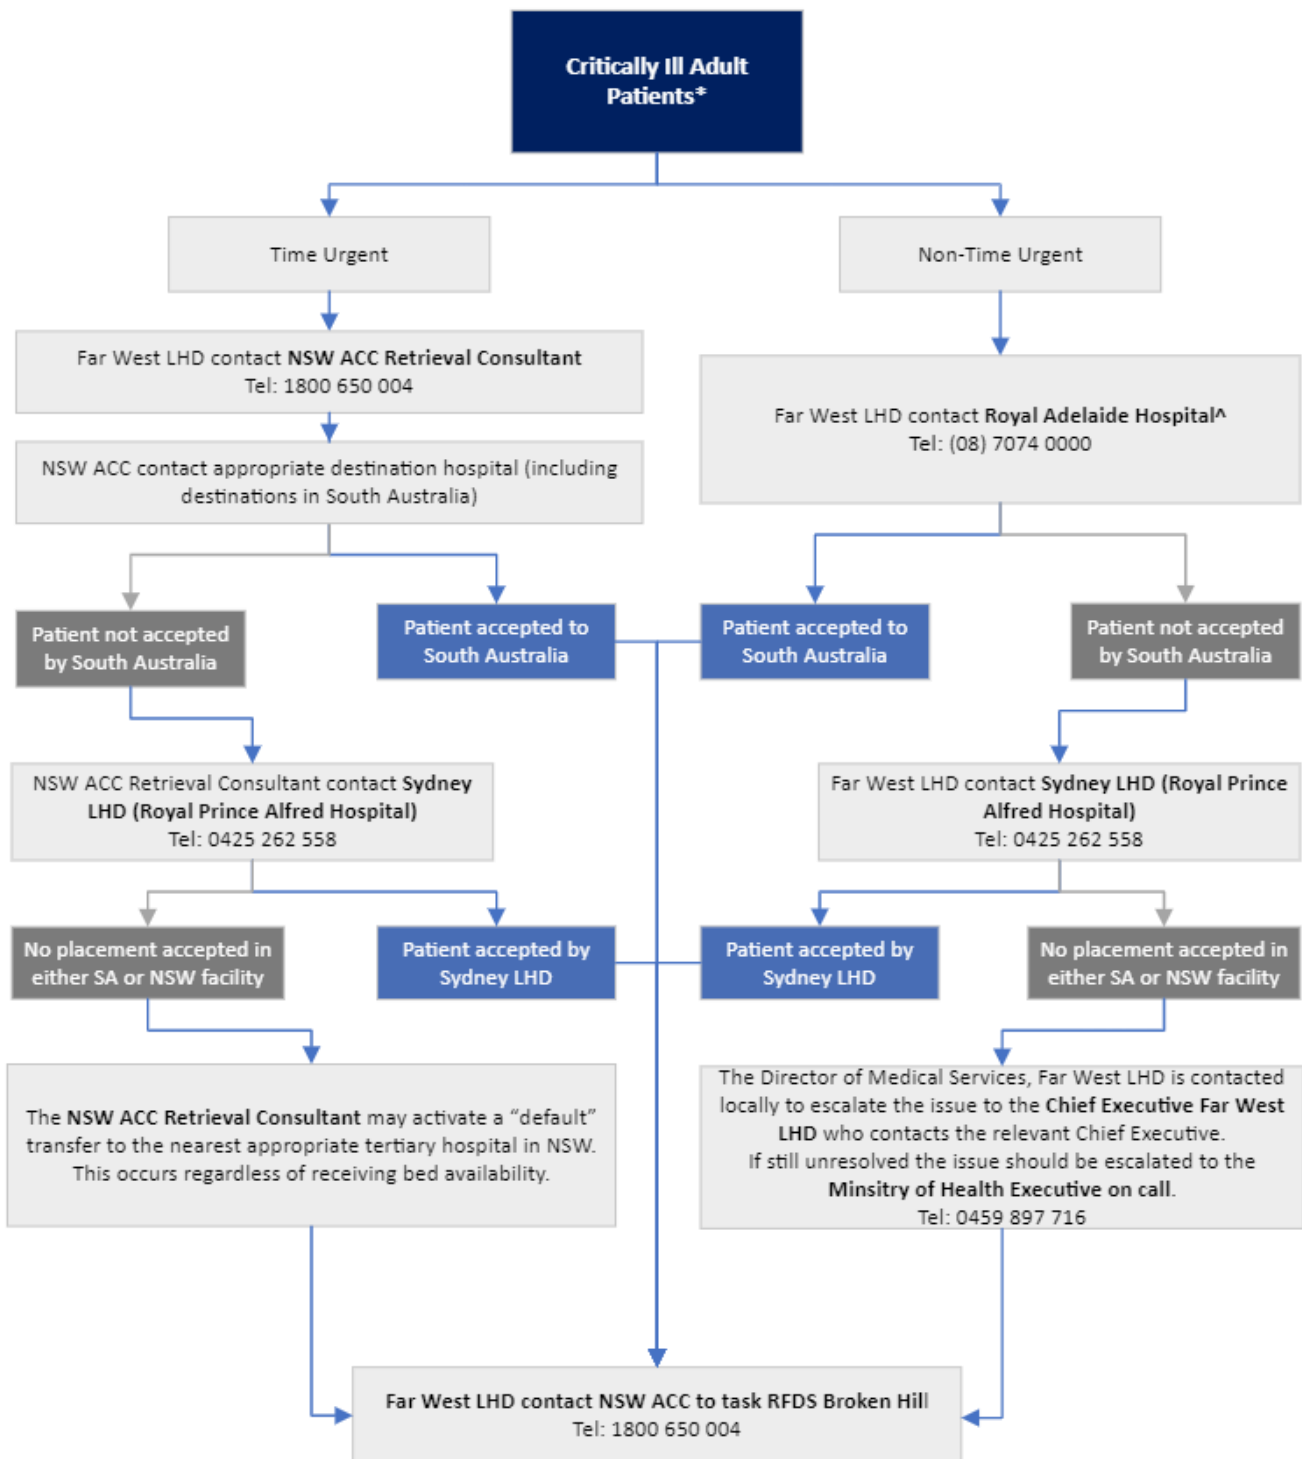 Critically Ill Adult
Patients*
Time Urgent
Non-Time Urgent
Far West LHD contact NSW ACC Retrieval Consultant
Tel: 1800 650 004
Far West LHD contact Royal Adelaide Hospital^
Tel: (08) 7074 0000
NSW ACC contact appropriate destination hospital (including
destinations in South Australia)
Patient not accepted
by South Australia
Patient accepted to
South Australia
Patient accepted to
South Australia
Patient not accepted
by South Australia
NSW ACC Retrieval Consultant contact Sydney
LHD (Royal Prince Alfred Hospital)
Tel: 0425 262 558
Far West LHD contact Sydney LHD (Royal Prince
Alfred Hospital)
Tel: 0425 262 558
No placement accepted in
either SA or NSW facility
Patient accepted by
Sydney LHD
Patient accepted by
Sydney LHD
No placement accepted in
either SA or NSW facility
The NSW ACC Retrieval Consultant may activate a “default”
transfer to the nearest appropriate tertiary hospital in NSW.
This occurs regardless of receiving bed availability.
The Director of Medical Services, Far West LHD is contacted
locally to escalate the issue to the Chief Executive Far West
LHD who contacts the relevant Chief Executive.
If still unresolved the issue should be escalated to the
Minsitry of Health Executive on call.
Tel: 0459 897 716
Far West LHD contact NSW ACC to task RFDS Broken Hill
Tel: 1800 650 004